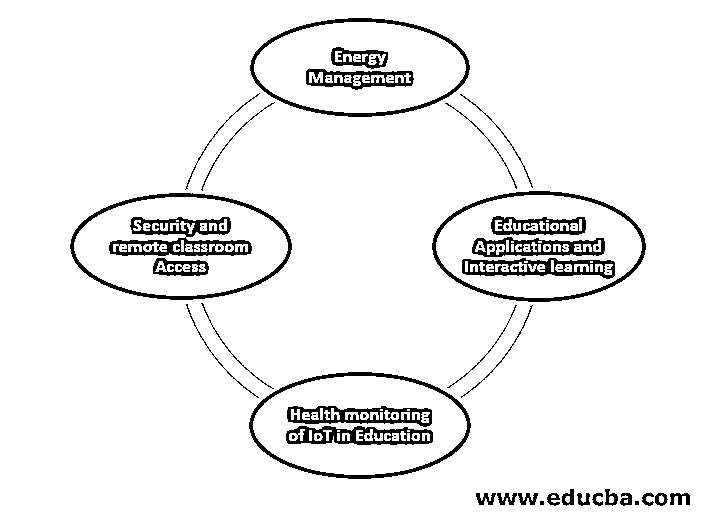 Energy
Management
Security and
remote classroom
Access
Educational
Applications and
Interactive learning
Health monitoring
of IoT in Education
www.educba.com